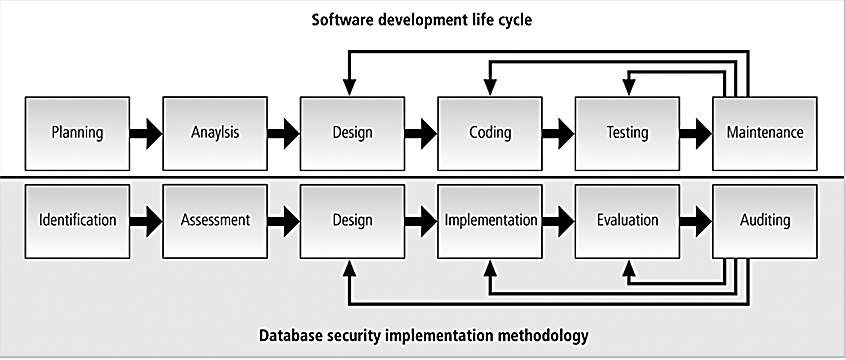 Software development life cycle
Planning
Anaylsis
Design
Coding
Testing
Maintenance
Identification
Assessment
Design
Implementation
Evaluation
Auditing
Database security implementation methodology